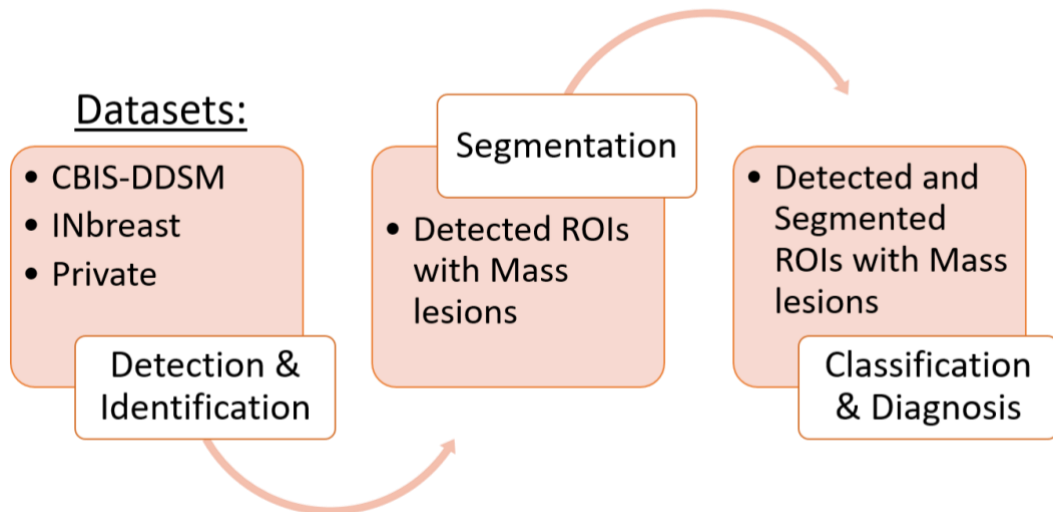 Datasets:
• CBIS-DDSM
• INbreast
• Private
Detection &
Identification
Segmentation
• Detected ROIs
with Mass
lesions
• Detected and
Segmented
ROIs with Mass
lesions
Classification
& Diagnosis